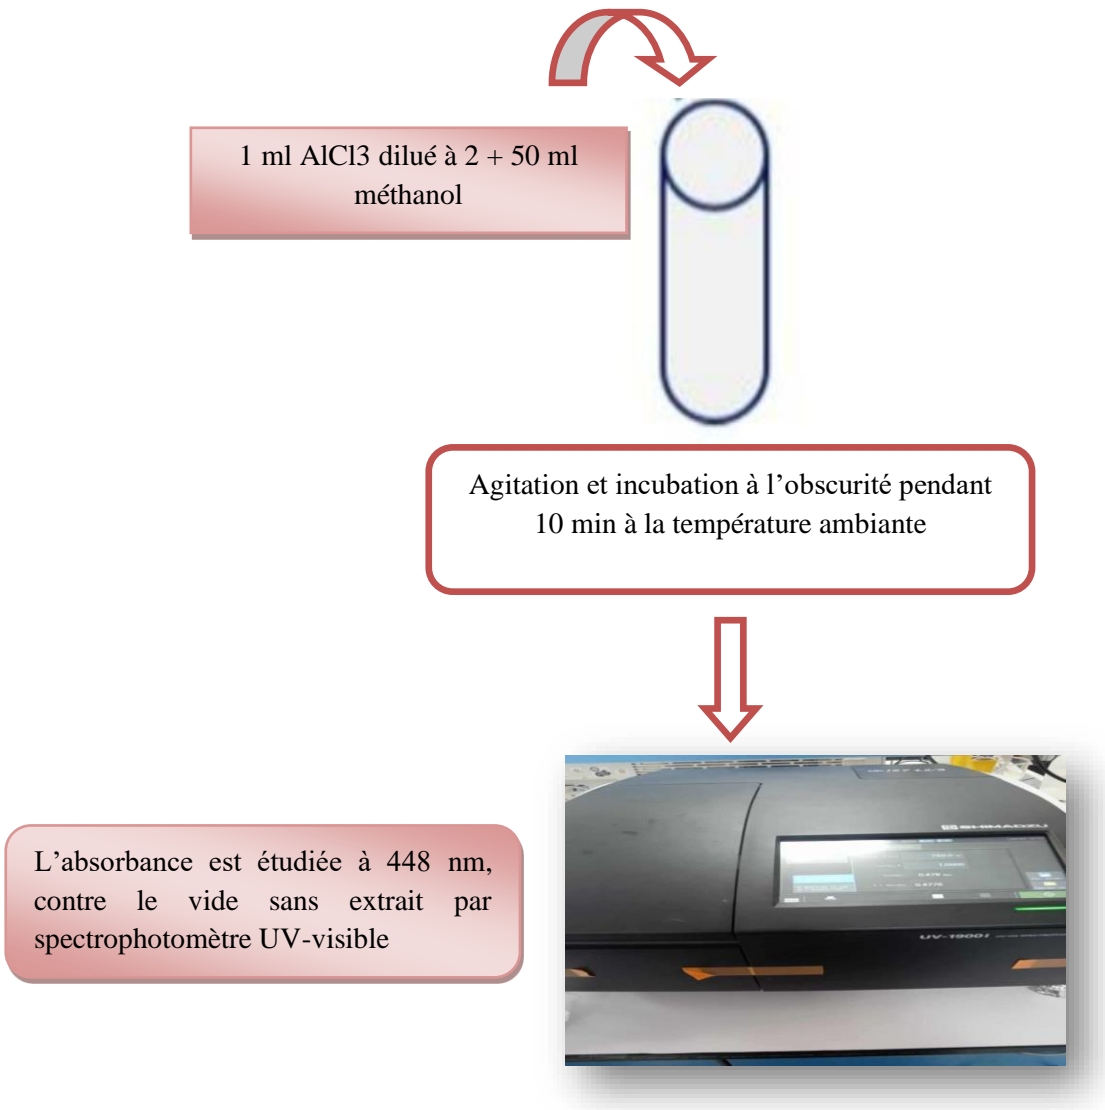 1 ml AlCl3 dilué à 2 + 50 ml
méthanol
Agitation et incubation à l’obscurité pendant
10 min à la température ambiante
L’absorbance est étudiée à 448 nm,
contre le vide sans extrait par
spectrophotomètre UV-visible
SHIMADZU
UV-1900i